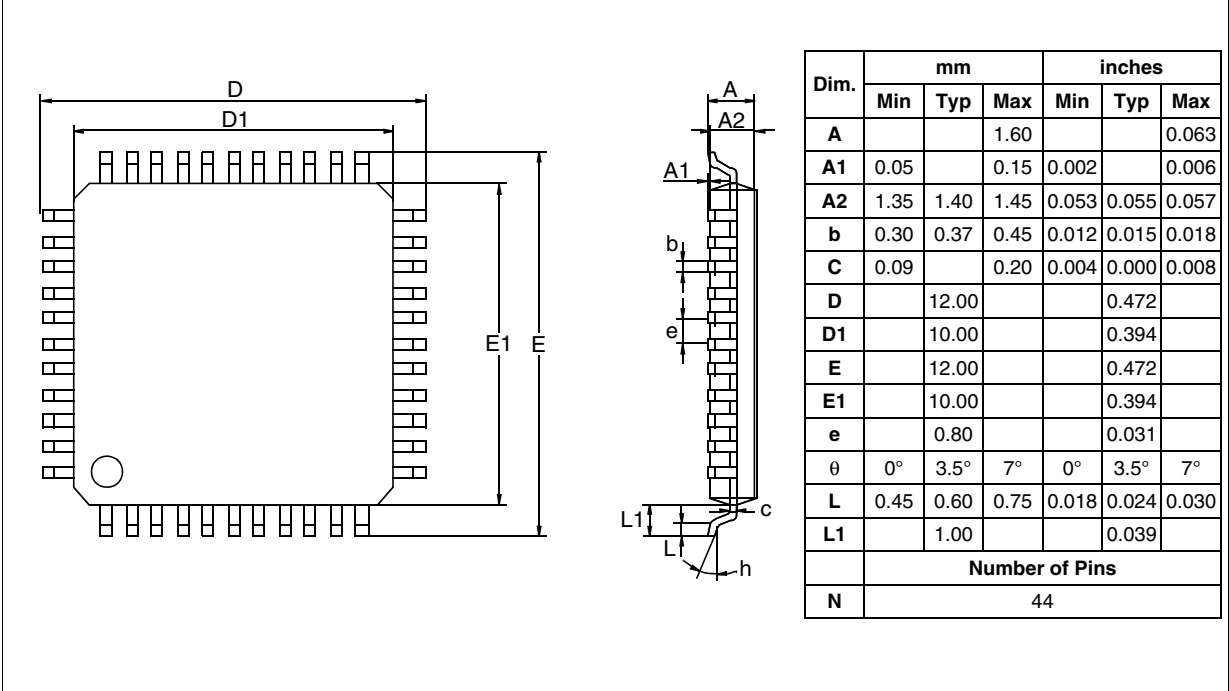 D
D1
E1
E
A
A2
A1
b
e
L1
L
c
h
Dim. mm inches
Min Typ Max Min Typ Max
A 1.60 0.063
A1 0.05 0.15 0.002 0.006
A2 1.35 1.40 1.45 0.053 0.055 0.057
b 0.30 0.37 0.45 0.012 0.015 0.018
C 0.09 0.20 0.004 0.000 0.008
D 12.00 0.472
D1 10.00 0.394
E 12.00 0.472
E1 10.00 0.394
e 0.80 0.031
θ 0° 3.5° 7° 0° 3.5° 7°
L 0.45 0.60 0.75 0.018 0.024 0.030
L1 1.00 0.039
Number of Pins
N 44